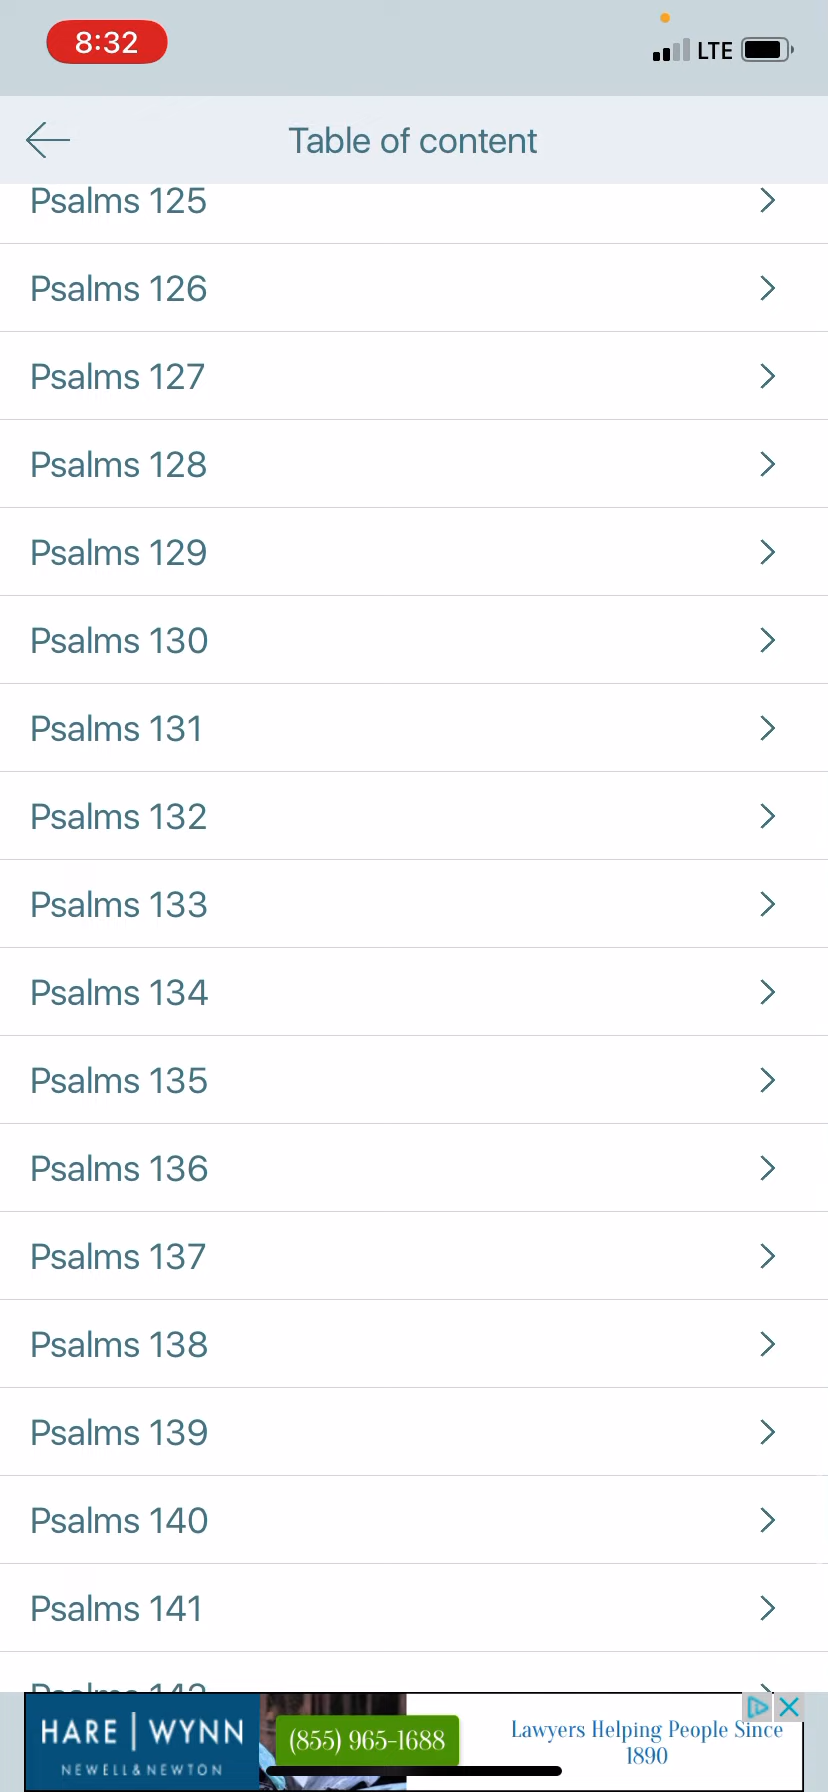 8:32
LTE
Table of content
Psalms 125
Psalms 126
Psalms 127
Psalms 128
Psalms 129
Psalms 130
Psalms 131
Psalms 132
Psalms 133
Psalms 134
Psalms 135
Psalms 136
Psalms 137
Psalms 138
Psalms 139
Psalms 140
Psalms 141
Psalms 142
HARE | WYNN
NEWELL & NEWTON
(855) 965-1688
Lawyers Helping People Since
1890